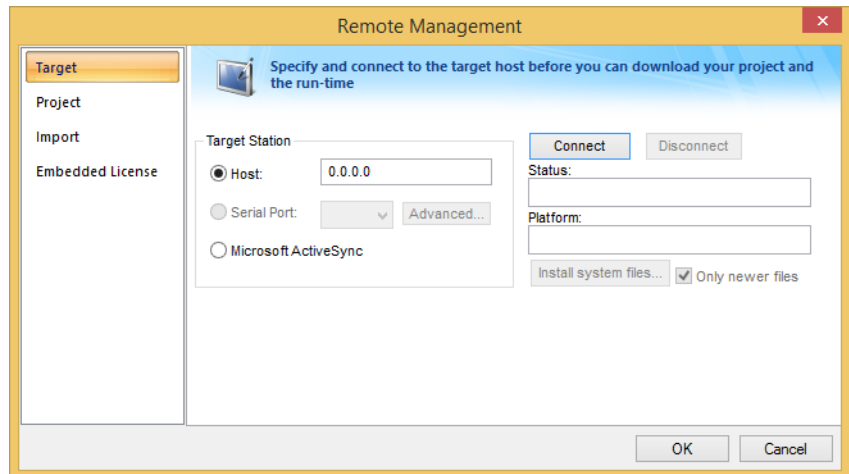 Remote Management
Target
Project
Import
Embedded License
Specify and connect to the target host before you can download your project and
the run-time
Target Station
Host:
0.0.0.0
Serial Port:
Advanced...
Microsoft ActiveSync
Connect
Disconnect
Status:
Platform:
Install system files...
Only newer files
OK
Cancel